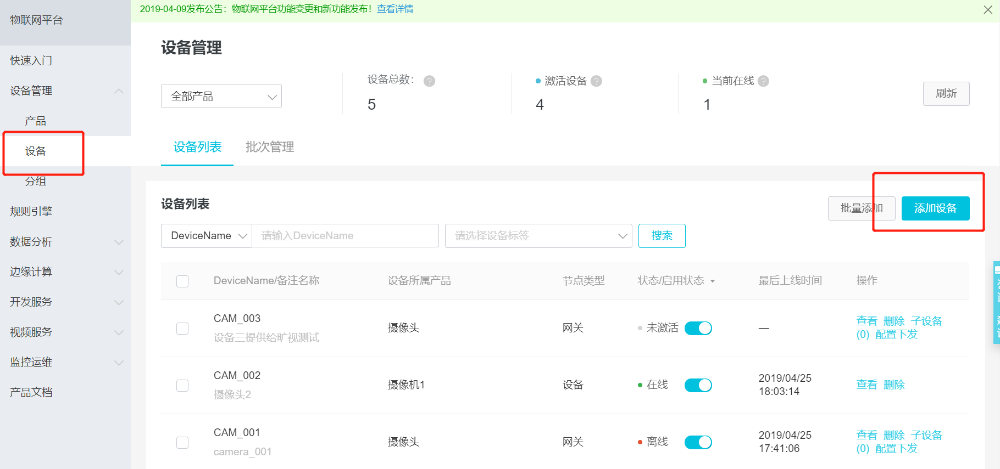 2019-04-09发布公告：物联网平台功能变更和新功能发布！查看详情
物联网平台
快速入门
设备管理
产品
设备
分组
规则引擎
数据分析
边缘计算
开发服务
视频服务
监控运维
产品文档
设备管理
全部产品
设备总数：
5
激活设备
4
当前在线
1
刷新
设备列表 批次管理
设备列表
批量添加 添加设备
DeviceName 请输入DeviceName 请选择设备标签 搜索
DeviceName/备注名称 设备所属产品 节点类型 状态/启用状态 最后上线时间 操作
CAM_003
设备三提供给旷视测试
摄像头 网关 未激活 —
查看 删除 子设备
(0) 配置下发
CAM_002
摄像头2
摄像机1 设备 在线
2019/04/25
18:03:14
查看 删除
CAM_001
camera_001
摄像头 网关 离线
2019/04/25
17:41:06
查看 删除 子设备
(0) 配置下发